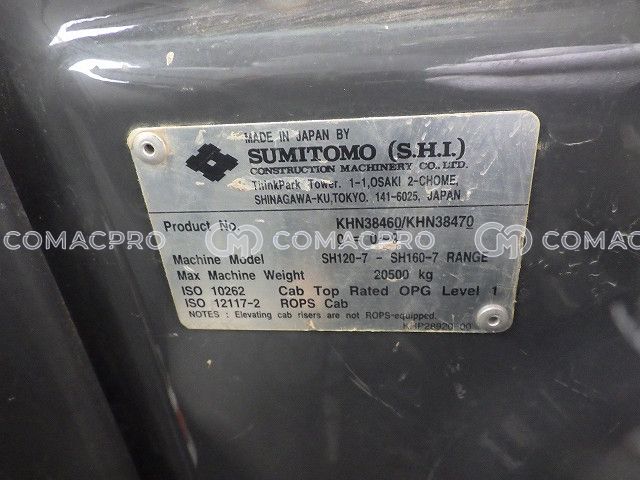 MADE IN JAPAN BY
SUMITOMO (S.H.I.)
CONSTRUCTION MACHINERY CO., LTD.
ThinkPark Tower. 1-1,OSAKI 2-CHOME,
SHINAGAWA-KU,TOKYO. 141-6025, JAPAN
Product No. KHN38460/KHN38470
COMACPRO COMACPRO COMACPRO
Machine Model SH120-7 - SH160-7 RANGE
Max Machine Weight 20500 kg
ISO 10262 Cab Top Rated OPG Level 1
ISO 12117-2 ROPS Cab
NOTES : Elevating cab risers are not ROPS-equipped.